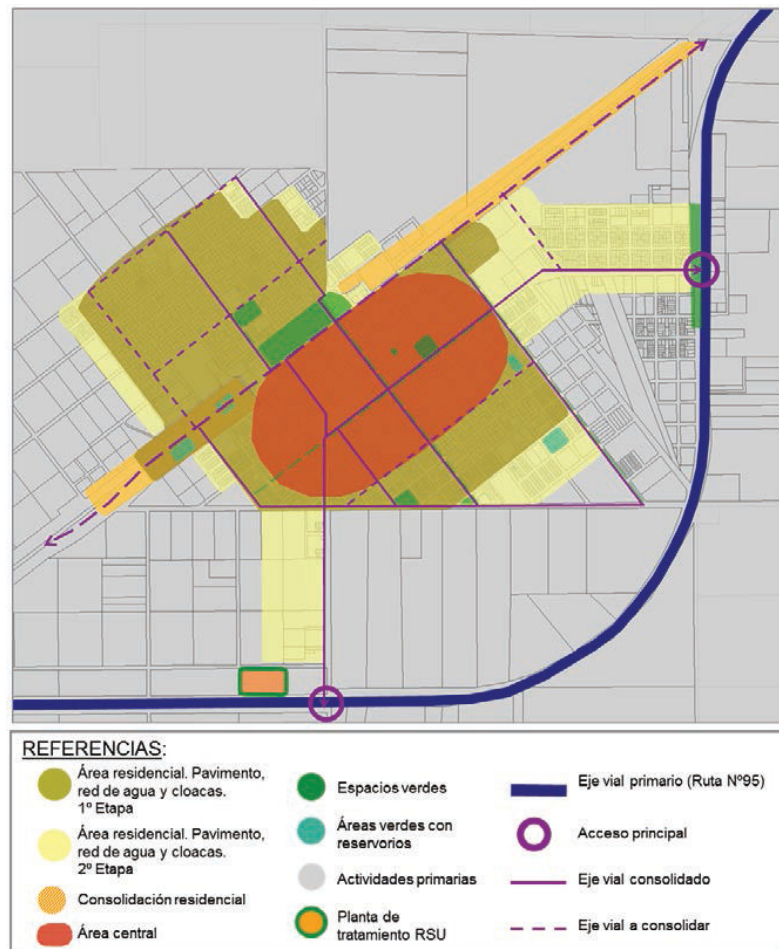 REFERENCIAS:
Área residencial. Pavimento,
red de agua y cloacas.
1º Etapa
Área residencial. Pavimento,
red de agua y cloacas.
2º Etapa
Consolidación residencial
Área central
Espacios verdes
Áreas verdes con
reservorios
Actividades primarias
Planta de
tratamiento RSU
Eje vial primario (Ruta Nº95)
Acceso principal
Eje vial consolidado
Eje vial a consolidar